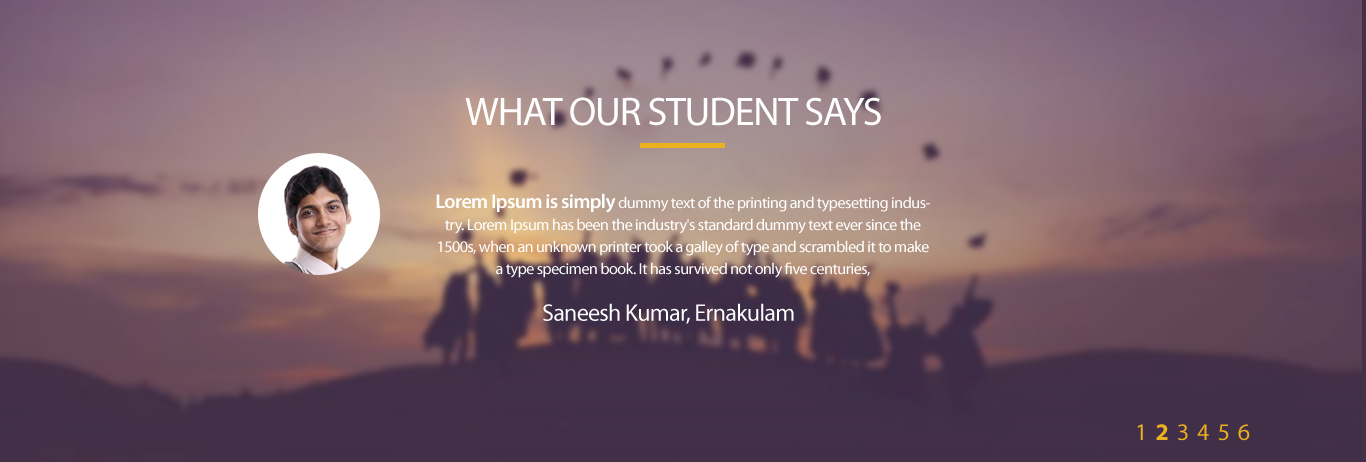 WHAT OUR STUDENT SAYS
Lorem Ipsum is simply dummy text of the printing and typesetting indus-
try. Lorem Ipsum has been the industry's standard dummy text ever since the
1500s, when an unknown printer took a galley of type and scrambled it to make
a type specimen book. It has survived not only five centuries,
Saneesh Kumar, Ernakulam
1 2 3 4 5 6